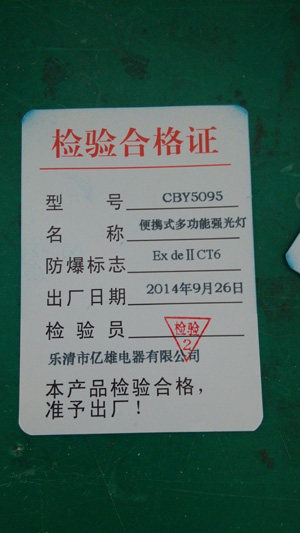 检验合格证
型号 CBY5095
名称 便携式多功能强光灯
防爆标志 Ex deⅡCT6
出厂日期 2014年9月26日
检验员 检验 2
乐清市亿雄电器有限公司
本产品检验合格，
准予出厂！